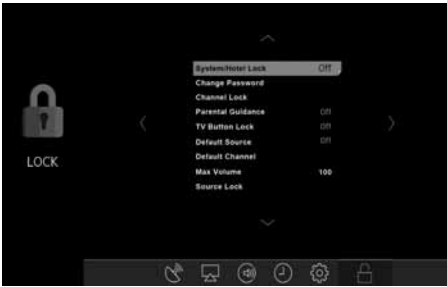 System/Hotel Lock Off
Change Password
Channel Lock
Parental Guidance Off
TV Button Lock Off
Default Source Off
Default Channel
Max Volume 100
Source Lock
LOCK